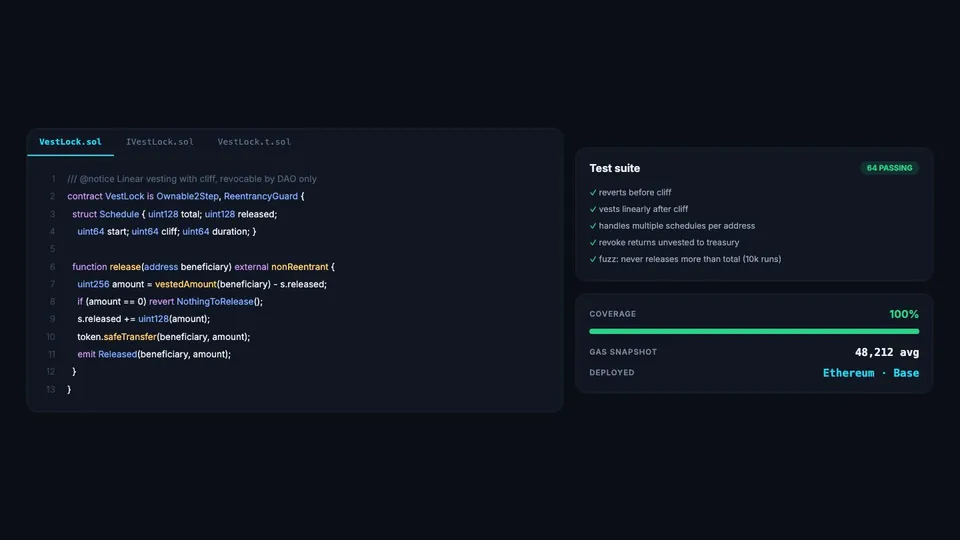 VestLock.sol IVestLock.sol VestLock.t.sol
1 /// @notice Linear vesting with cliff, revocable by DAO only
2 contract VestLock is Ownable2Step, ReentrancyGuard {
3 struct Schedule { uint128 total; uint128 released;
4 uint64 start; uint64 cliff; uint64 duration; }
5
6 function release(address beneficiary) external nonReentrant {
7 uint256 amount = vestedAmount(beneficiary) - s.released;
8 if (amount == 0) revert NothingToRelease();
9 s.released += uint128(amount);
10 token.safeTransfer(beneficiary, amount);
11 emit Released(beneficiary, amount);
12 }
13 }
Test suite 64 PASSING
✓ reverts before cliff
✓ vests linearly after cliff
✓ handles multiple schedules per address
✓ revoke returns unvested to treasury
✓ fuzz: never releases more than total (10k runs)
COVERAGE 100%
GAS SNAPSHOT 48,212 avg
DEPLOYED Ethereum · Base